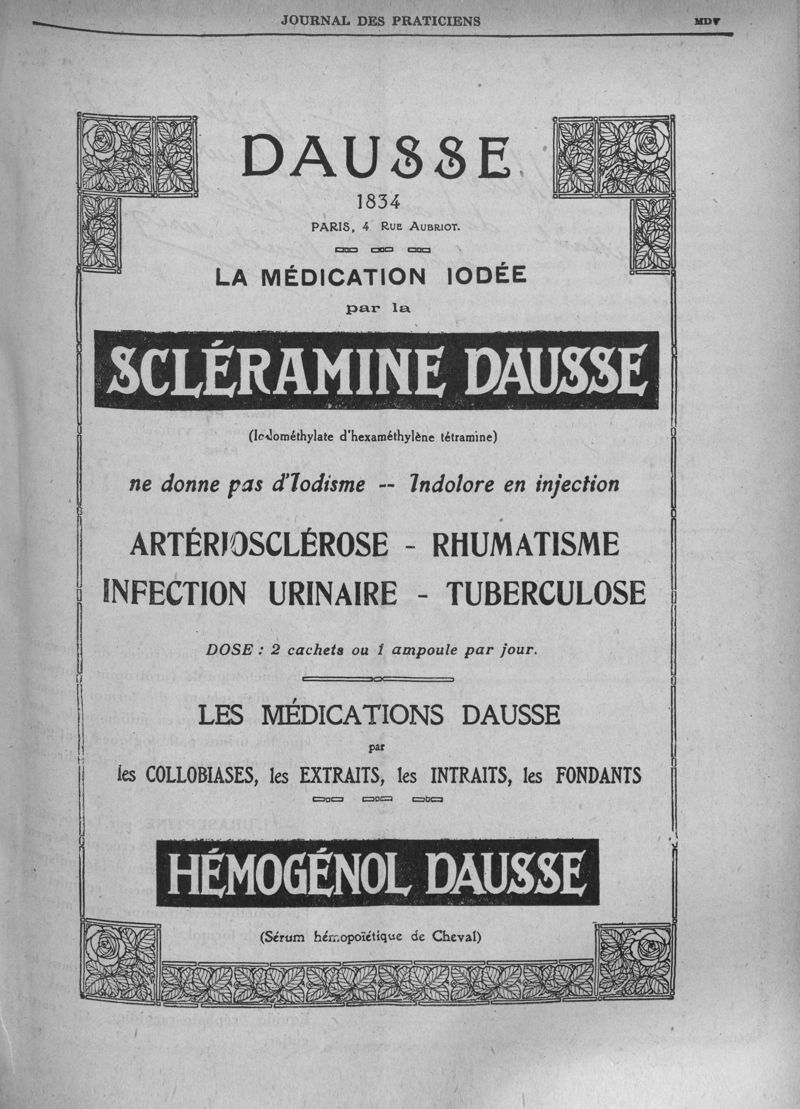 JOURNAL DES PRATICIENS
MDV
DAUSSE
1834
PARIS, 4 RUE AUBRIOT.
LA MÉDICATION IODÉE
par la
SCLÉRAMINE DAUSSE
(Iodométhylate d'hexaméthylène tétramine)
ne donne pas d'Iodisme -- Indolore en injection
ARTÉRIOSCLÉROSE - RHUMATISME
INFECTION URINAIRE - TUBERCULOSE
DOSE : 2 cachets ou 1 ampoule par jour.
LES MÉDICATIONS DAUSSE
par
les COLLOBIASES, les EXTRAITS, les INTRAITS, les FONDANTS
HÉMOGÉNOL DAUSSE
(Sérum hémopoïétique de Cheval)